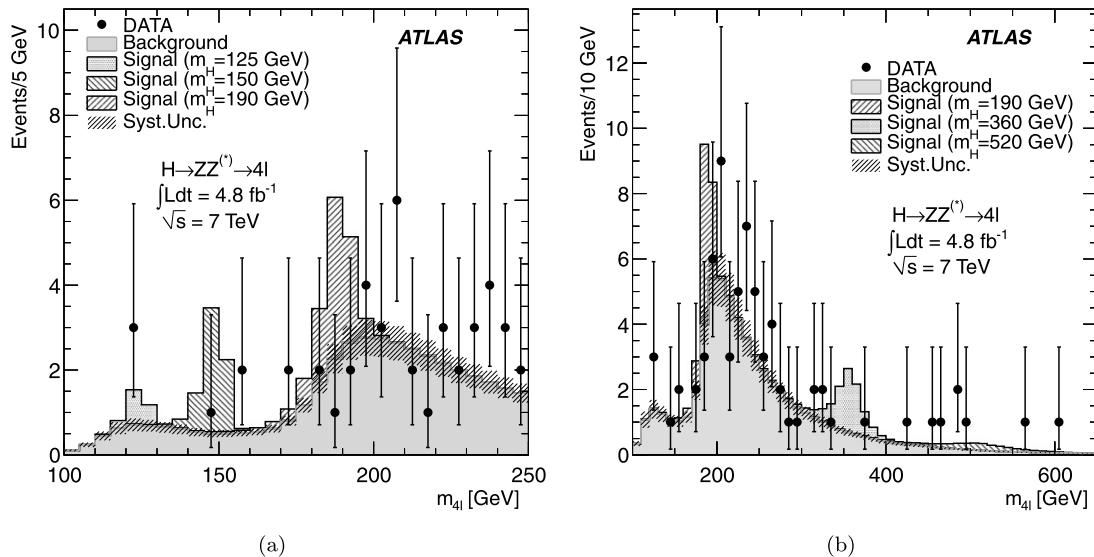 Events/5 GeV
10
8
6
4
2
0
DATA
Background
Signal (m_H=125 GeV)
Signal (m_H=150 GeV)
Signal (m_H=190 GeV)
Syst.Unc.
ATLAS
H→ZZ^(*)→4l
∫Ldt = 4.8 fb^-1
√s = 7 TeV
100 150 200 250
m_4l [GeV]
(a)
Events/10 GeV
12
10
8
6
4
2
0
ATLAS
DATA
Background
Signal (m_H=190 GeV)
Signal (m_H=360 GeV)
Signal (m_H=520 GeV)
Syst.Unc.
H→ZZ^(*)→4l
∫Ldt = 4.8 fb^-1
√s = 7 TeV
200 400 600
m_4l [GeV]
(b)